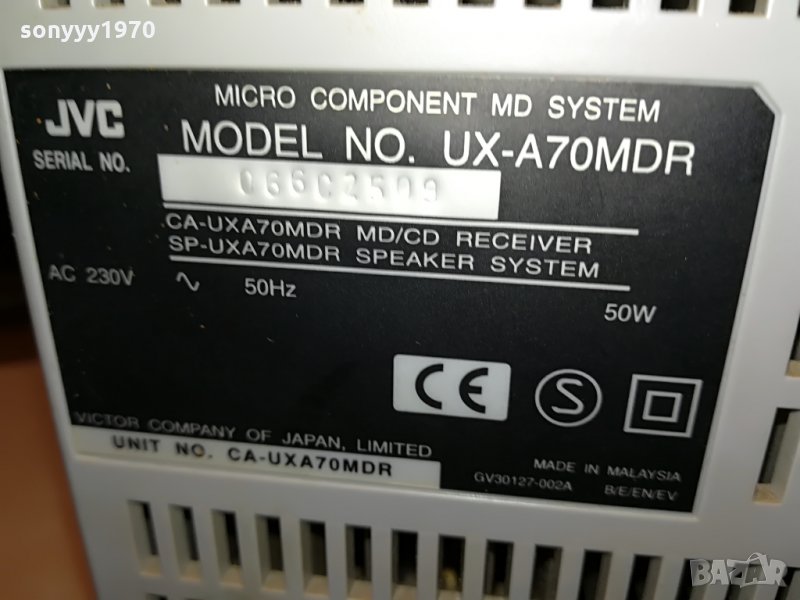 sonyyy1970
JVC
MICRO COMPONENT MD SYSTEM
MODEL NO. UX-A70MDR
SERIAL NO.
CA-UXA70MDR MD/CD RECEIVER
SP-UXA70MDR SPEAKER SYSTEM
AC 230V ∿ 50Hz 50W
CE S
VICTOR COMPANY OF JAPAN, LIMITED
UNIT NO. CA-UXA70MDR
MADE IN MALAYSIA
GV30127-002A B/E/EN/EV
BAZAR